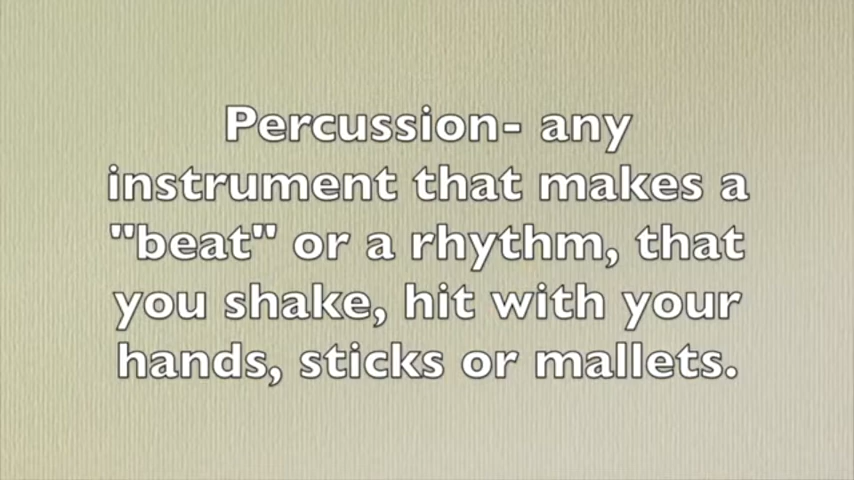 Percussion- any
instrument that makes a
"beat" or a rhythm, that
you shake, hit with your
hands, sticks or mallets.